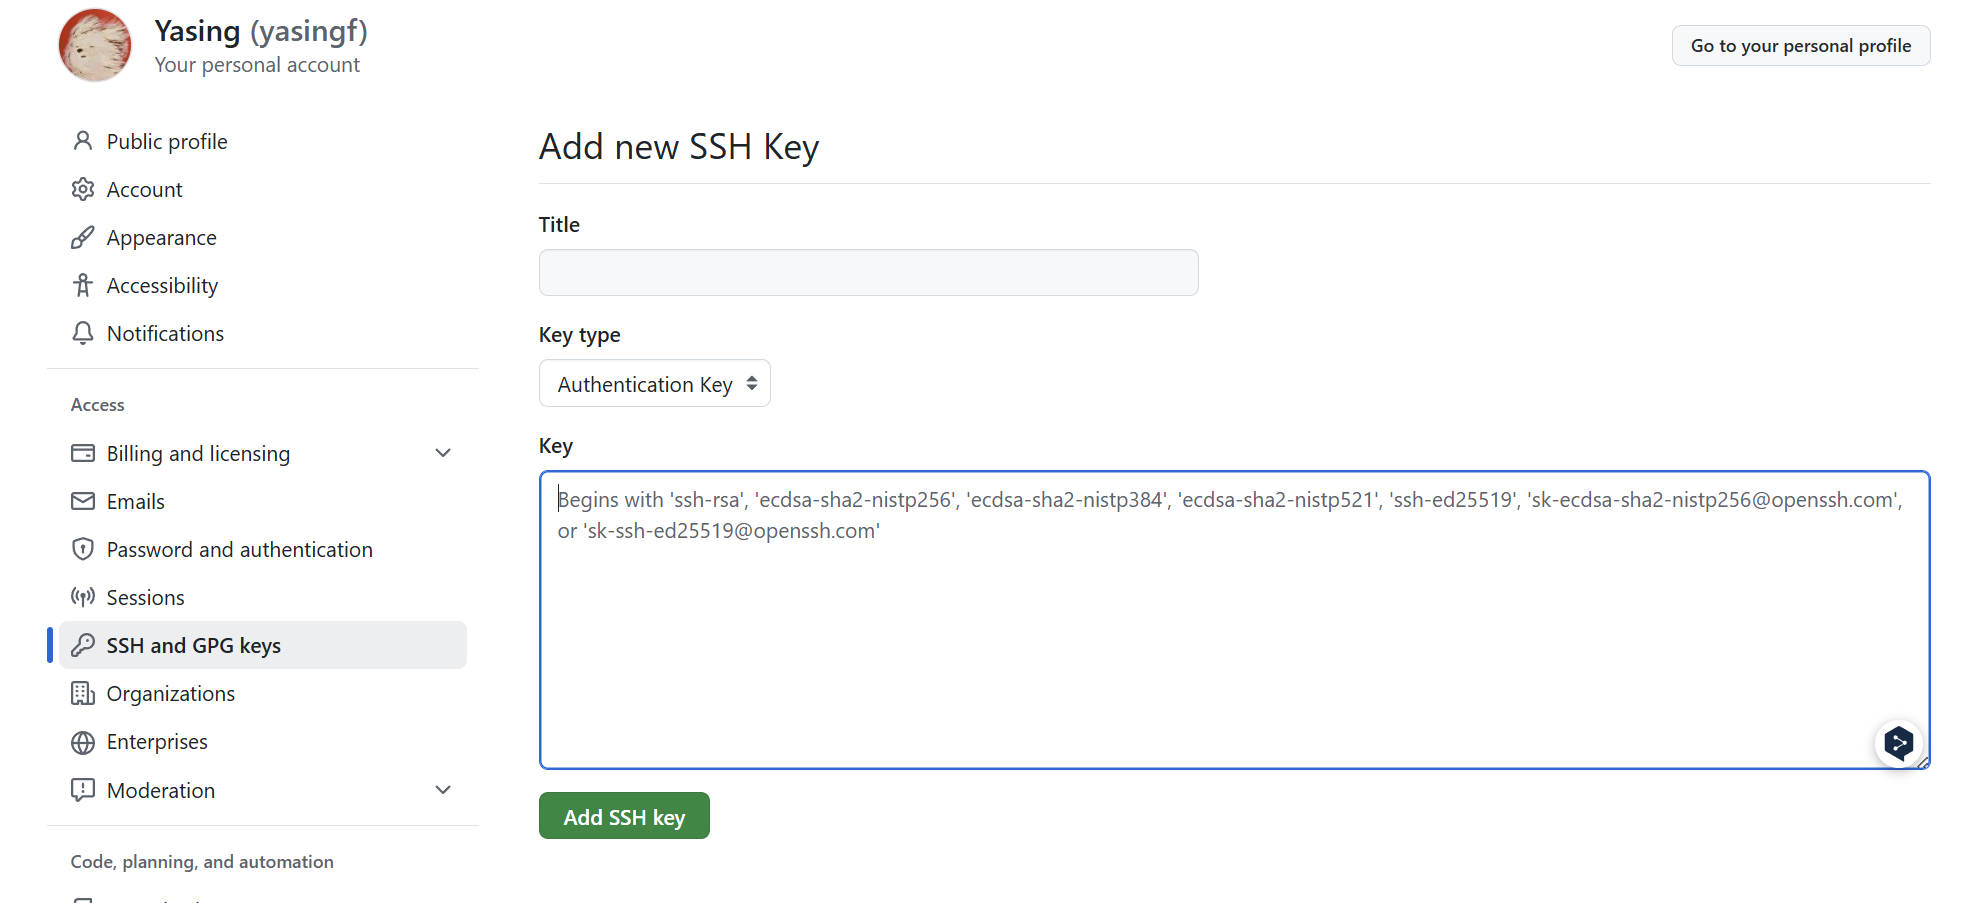 Yasing (yasingf)
Your personal account
Go to your personal profile
Public profile
Account
Appearance
Accessibility
Notifications
Access
Billing and licensing
Emails
Password and authentication
Sessions
SSH and GPG keys
Organizations
Enterprises
Moderation
Code, planning, and automation
Add new SSH Key
Title
Key type
Authentication Key
Key
Begins with 'ssh-rsa', 'ecdsa-sha2-nistp256', 'ecdsa-sha2-nistp384', 'ecdsa-sha2-nistp521', 'ssh-ed25519', 'sk-ecdsa-sha2-nistp256@openssh.com',
or 'sk-ssh-ed25519@openssh.com'
Add SSH key